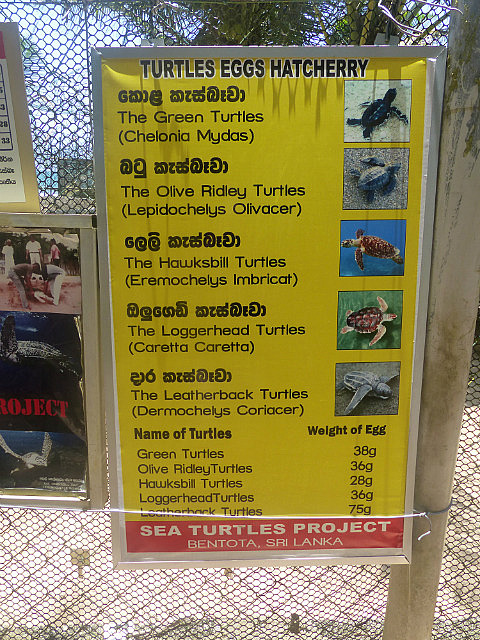 TURTLES EGGS HATCHERRY
කොළ කැස්බෑවා
The Green Turtles
(Chelonia Mydas)
බටු කැස්බෑවා
The Olive Ridley Turtles
(Lepidochelys Olivacer)
ලෙලි කැස්බෑවා
The Hawksbill Turtles
(Eremochelys Imbricat)
ඔලුගෙඩි කැස්බෑවා
The Loggerhead Turtles
(Caretta Caretta)
දාර කැස්බෑවා
The Leatherback Turtles
(Dermochelys Coriacer)
Name of Turtles Weight of Egg
Green Turtles 38g
Olive RidleyTurtles 36g
Hawksbill Turtles 28g
LoggerheadTurtles 36g
Leatherback Turtles 75g
SEA TURTLES PROJECT
BENTOTA, SRI LANKA
ROJECT
28
33